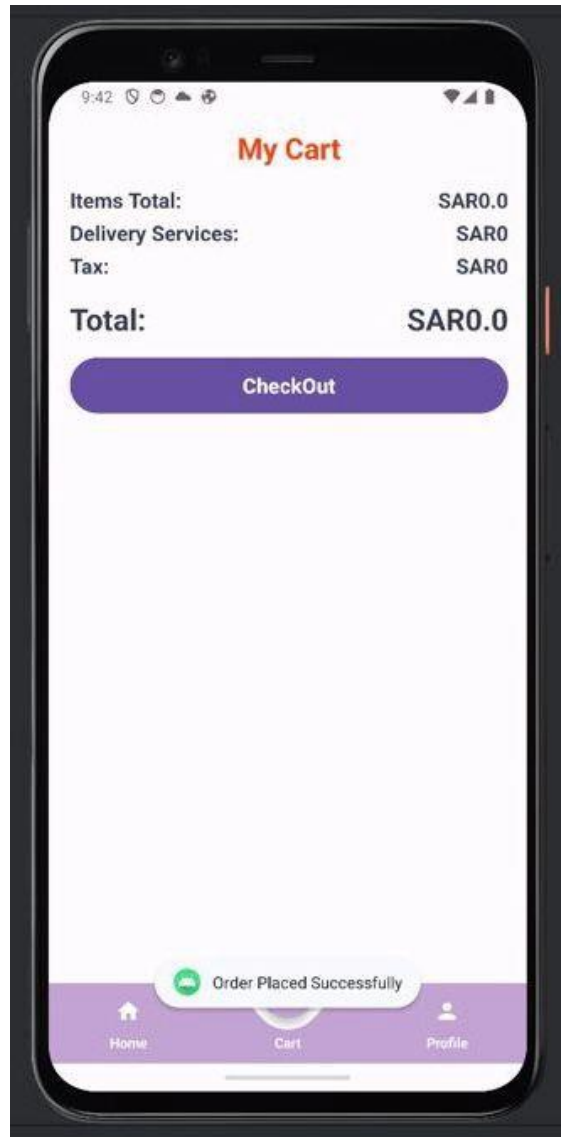 9:42
My Cart
Items Total: SAR0.0
Delivery Services: SAR0
Tax: SAR0
Total: SAR0.0
CheckOut
Order Placed Successfully
Home Cart Profile